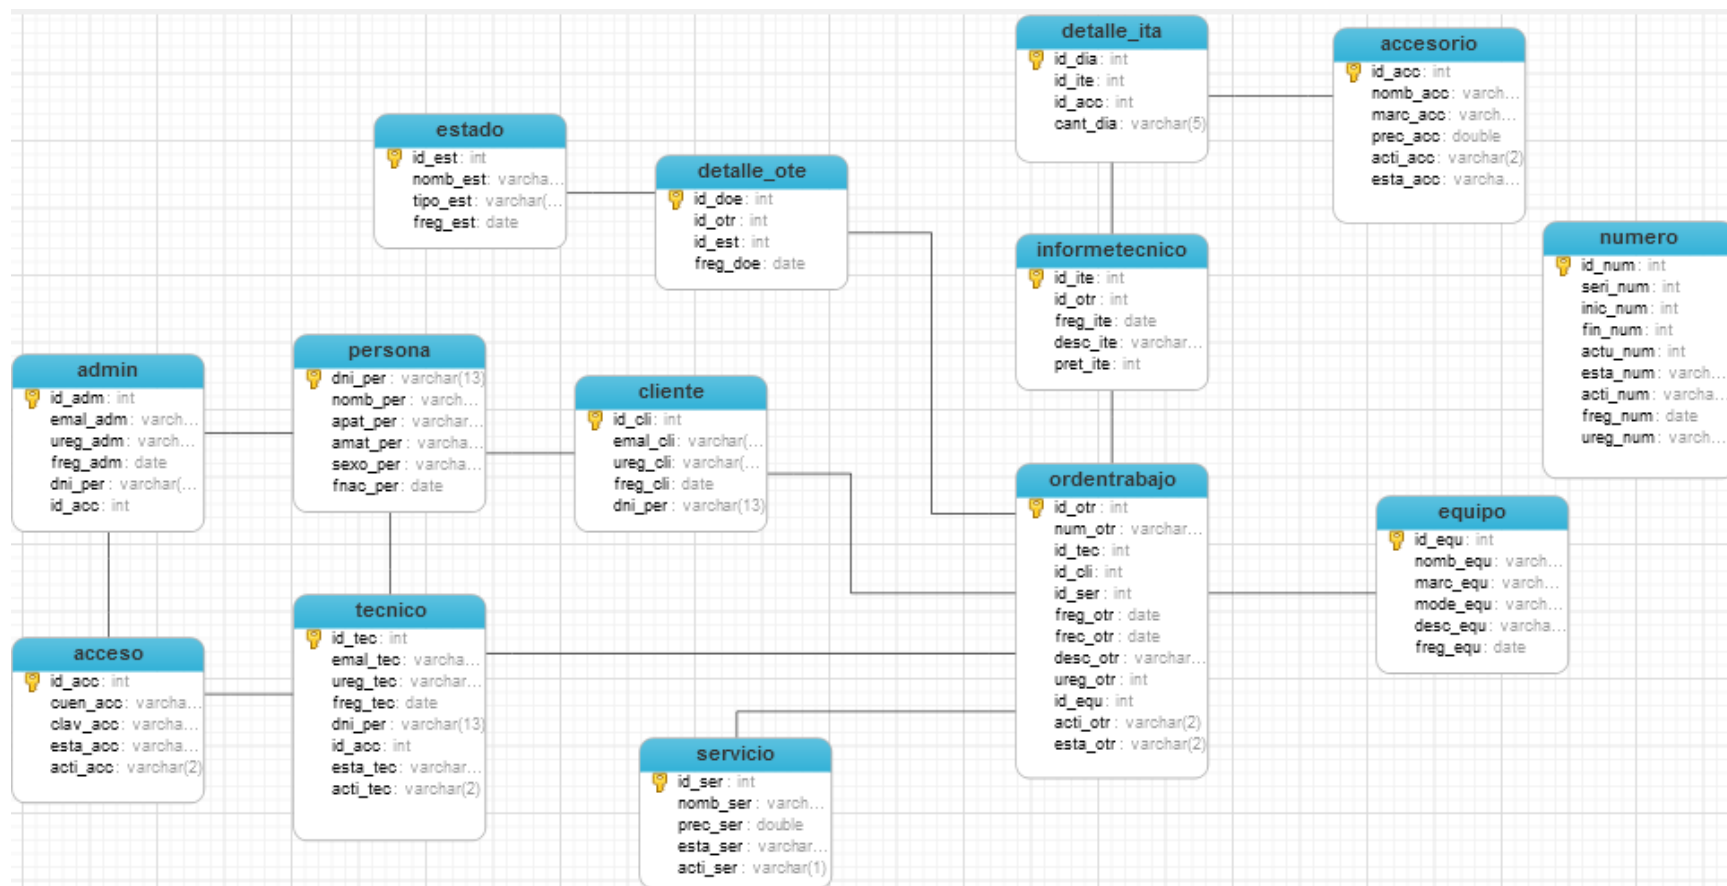 detalle_ita
id_dia: int
id_ite: int
id_acc: int
cant_dia: varchar(5)
accesorio
id_acc: int
nomb_acc: varch...
marc_acc: varch...
prec_acc: double
acti_acc: varchar(2)
esta_acc: varcha...
estado
id_est: int
nomb_est: varcha...
tipo_est: varchar(...
freg_est: date
detalle_ote
id_doe: int
id_otr: int
id_est: int
freg_doe: date
informetecnico
id_ite: int
id_otr: int
freg_ite: date
desc_ite: varchar...
pret_ite: int
numero
id_num: int
seri_num: int
inic_num: int
fin_num: int
actu_num: int
esta_num: varch...
acti_num: varcha...
freg_num: date
ureg_num: varch...
admin
id_adm: int
emal_adm: varch...
ureg_adm: varch...
freg_adm: date
dni_per: varchar(...
id_acc: int
persona
dni_per: varchar(13)
nomb_per: varch...
apat_per: varchar...
amat_per: varcha...
sexo_per: varcha...
fnac_per: date
cliente
id_cli: int
emal_cli: varchar(...
ureg_cli: varchar(...
freg_cli: date
dni_per: varchar(13)
ordentrabajo
id_otr: int
num_otr: varchar...
id_tec: int
id_cli: int
id_ser: int
freg_otr: date
frec_otr: date
desc_otr: varchar...
ureg_otr: int
id_equ: int
acti_otr: varchar(2)
esta_otr: varchar(2)
equipo
id_equ: int
nomb_equ: varch...
marc_equ: varch...
mode_equ: varch...
desc_equ: varcha...
freg_equ: date
acceso
id_acc: int
cuen_acc: varcha...
clav_acc: varcha...
esta_acc: varcha...
acti_acc: varchar(2)
tecnico
id_tec: int
emal_tec: varcha...
ureg_tec: varchar...
freg_tec: date
dni_per: varchar(13)
id_acc: int
esta_tec: varchar...
acti_tec: varchar(2)
servicio
id_ser: int
nomb_ser: varch...
prec_ser: double
esta_ser: varchar...
acti_ser: varchar(1)